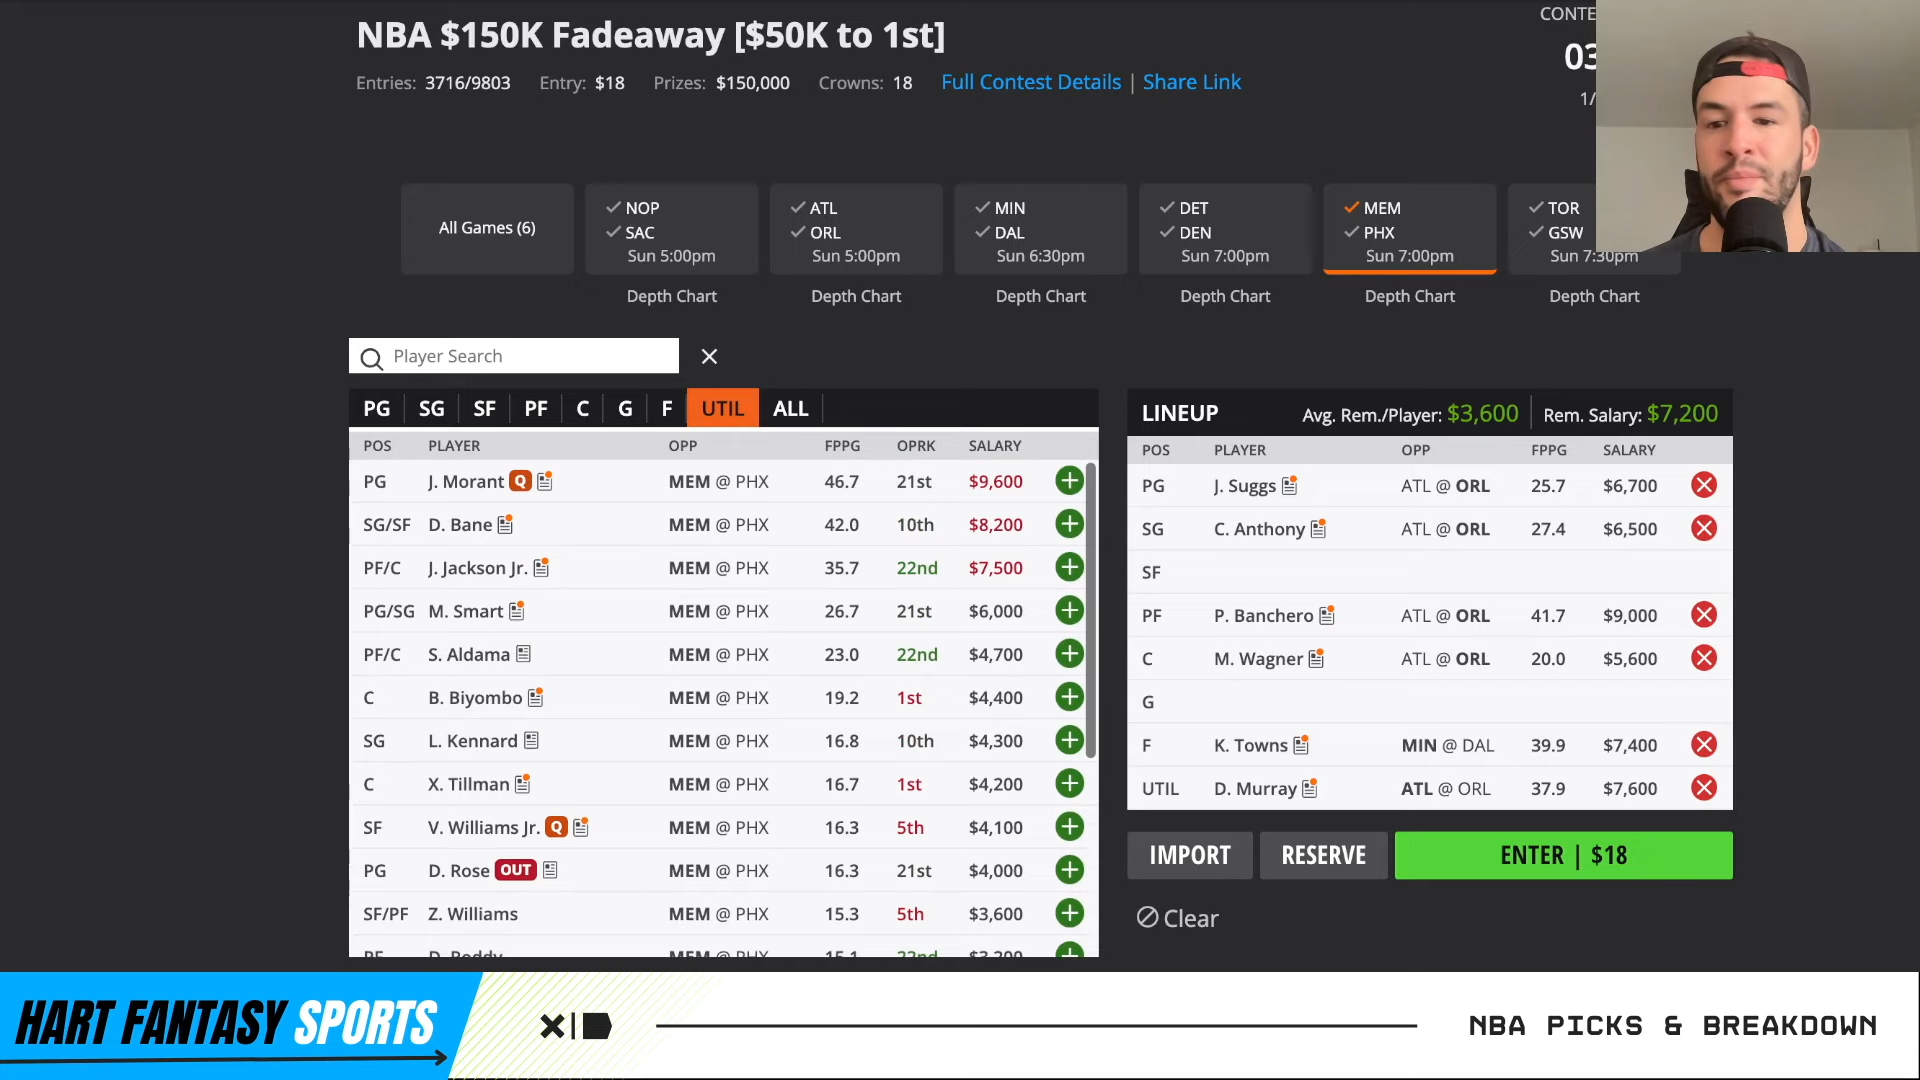 NBA $150K Fadeaway [$50K to 1st]
Entries: 3716/9803 Entry: $18 Prizes: $150,000 Crowns: 18 Full Contest Details | Share Link
03
1/
All Games (6)
NOP
SAC
Sun 5:00pm
ATL
ORL
Sun 5:00pm
MIN
DAL
Sun 6:30pm
DET
DEN
Sun 7:00pm
MEM
PHX
Sun 7:00pm
TOR
GSW
Sun 7:30pm
Depth Chart Depth Chart Depth Chart Depth Chart Depth Chart Depth Chart
Player Search
PG SG SF PF C G F UTIL ALL
POS PLAYER OPP FPPG OPRK SALARY
PG J. Morant Q MEM @ PHX 46.7 21st $9,600
SG/SF D. Bane MEM @ PHX 42.0 10th $8,200
PF/C J. Jackson Jr. MEM @ PHX 35.7 22nd $7,500
PG/SG M. Smart MEM @ PHX 26.7 21st $6,000
PF/C S. Aldama MEM @ PHX 23.0 22nd $4,700
C B. Biyombo MEM @ PHX 19.2 1st $4,400
SG L. Kennard MEM @ PHX 16.8 10th $4,300
C X. Tillman MEM @ PHX 16.7 1st $4,200
SF V. Williams Jr. Q MEM @ PHX 16.3 5th $4,100
PG D. Rose OUT MEM @ PHX 16.3 21st $4,000
SF/PF Z. Williams MEM @ PHX 15.3 5th $3,600
PF D. Roddy MEM @ PHX 15.1 22nd $3,200
LINEUP Avg. Rem./Player: $3,600 Rem. Salary: $7,200
POS PLAYER OPP FPPG SALARY
PG J. Suggs ATL @ ORL 25.7 $6,700
SG C. Anthony ATL @ ORL 27.4 $6,500
SF
PF P. Banchero ATL @ ORL 41.7 $9,000
C M. Wagner ATL @ ORL 20.0 $5,600
G
F K. Towns MIN @ DAL 39.9 $7,400
UTIL D. Murray ATL @ ORL 37.9 $7,600
IMPORT RESERVE ENTER | $18
Clear
HART FANTASY SPORTS
NBA PICKS & BREAKDOWN